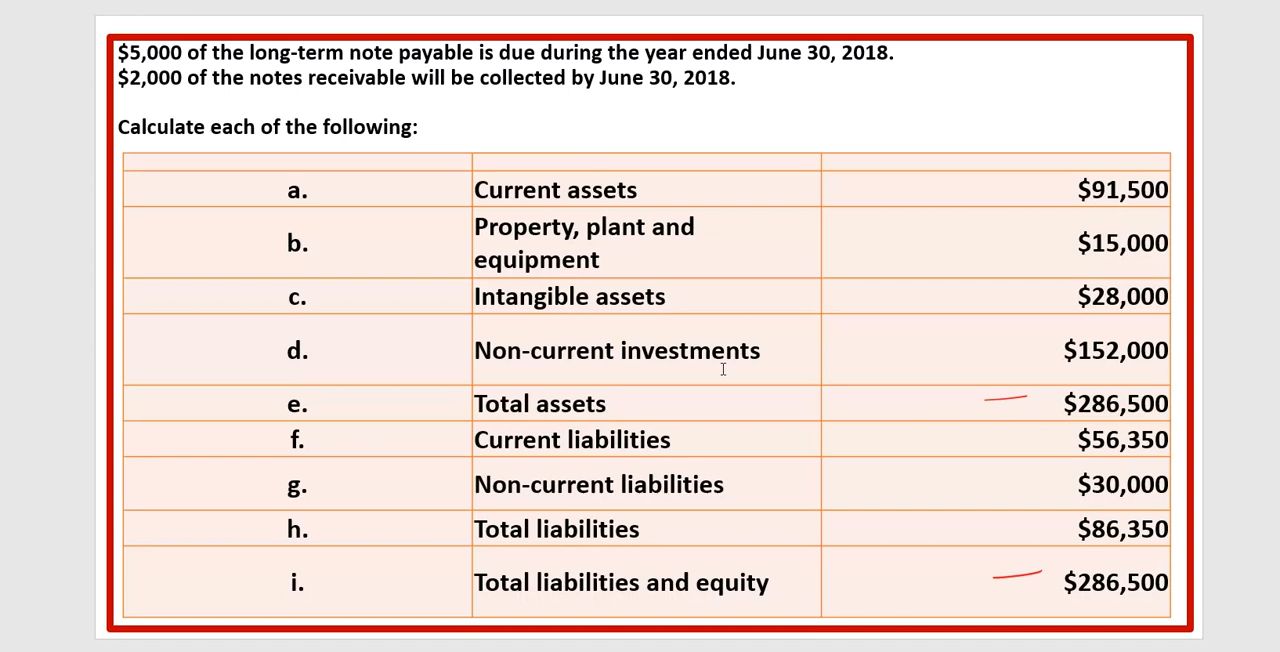 $5,000 of the long-term note payable is due during the year ended June 30, 2018.
$2,000 of the notes receivable will be collected by June 30, 2018.
Calculate each of the following:
a. Current assets $91,500
b. Property, plant and equipment $15,000
c. Intangible assets $28,000
d. Non-current investments $152,000
e. Total assets $286,500
f. Current liabilities $56,350
g. Non-current liabilities $30,000
h. Total liabilities $86,350
i. Total liabilities and equity $286,500